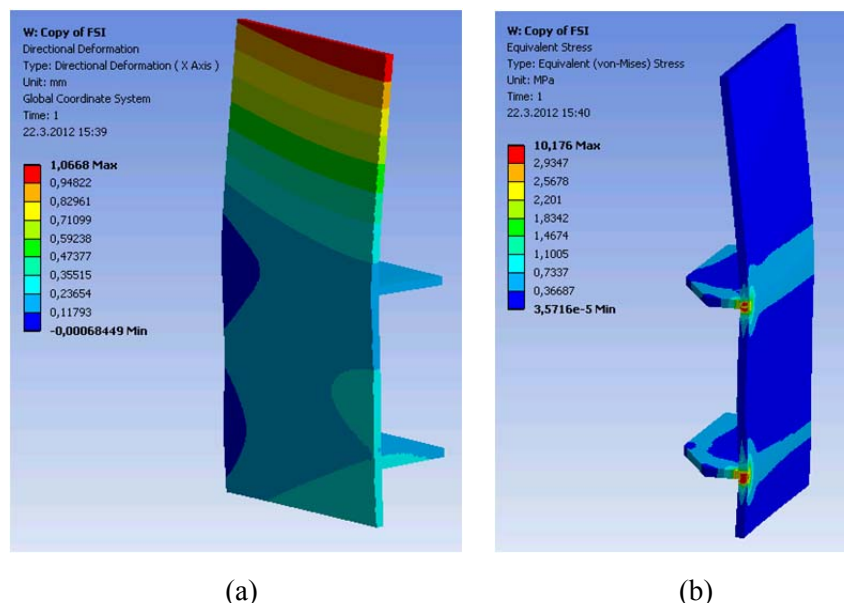 W: Copy of FSI
Directional Deformation
Type: Directional Deformation ( X Axis )
Unit: mm
Global Coordinate System
Time: 1
22.3.2012 15:39
1,0668 Max
0,94822
0,82961
0,71099
0,59238
0,47377
0,35515
0,23654
0,11793
-0,00068449 Min
W: Copy of FSI
Equivalent Stress
Type: Equivalent (von-Mises) Stress
Unit: MPa
Time: 1
22.3.2012 15:40
10,176 Max
2,9347
2,5678
2,201
1,8342
1,4674
1,1005
0,7337
0,36687
3,5716e-5 Min
(a)
(b)